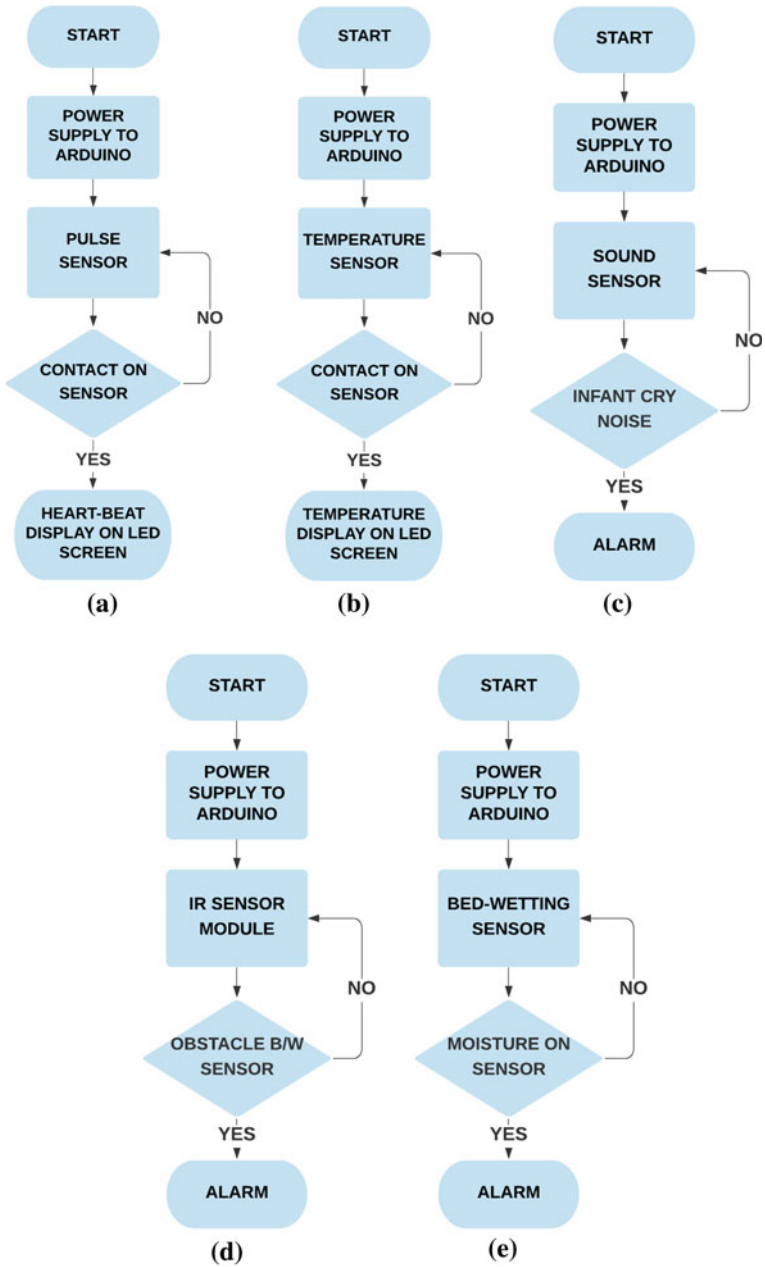 START
POWER
SUPPLY TO
ARDUINO
PULSE
SENSOR
NO
CONTACT ON
SENSOR
YES
HEART-BEAT
DISPLAY ON LED
SCREEN
(a)
START
POWER
SUPPLY TO
ARDUINO
TEMPERATURE
SENSOR
NO
CONTACT ON
SENSOR
YES
TEMPERATURE
DISPLAY ON LED
SCREEN
(b)
START
POWER
SUPPLY TO
ARDUINO
SOUND
SENSOR
NO
INFANT CRY
NOISE
YES
ALARM
(c)
START
POWER
SUPPLY TO
ARDUINO
IR SENSOR
MODULE
NO
OBSTACLE B/W
SENSOR
YES
ALARM
(d)
START
POWER
SUPPLY TO
ARDUINO
BED-WETTING
SENSOR
NO
MOISTURE ON
SENSOR
YES
ALARM
(e)